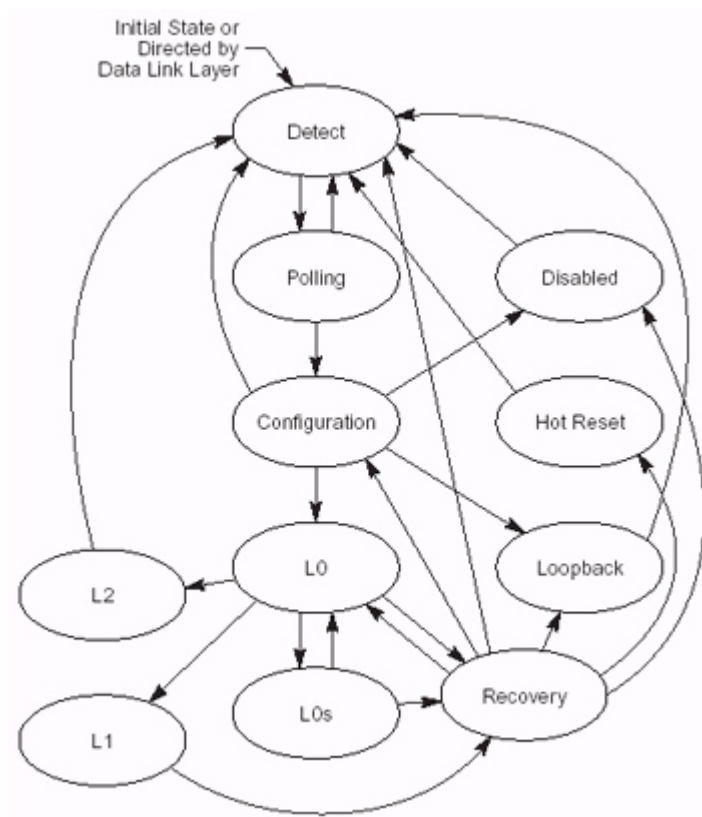 Initial State or
Directed by
Data Link Layer
Detect
Polling
Disabled
Configuration
Hot Reset
L0
Loopback
L2
L0s
Recovery
L1